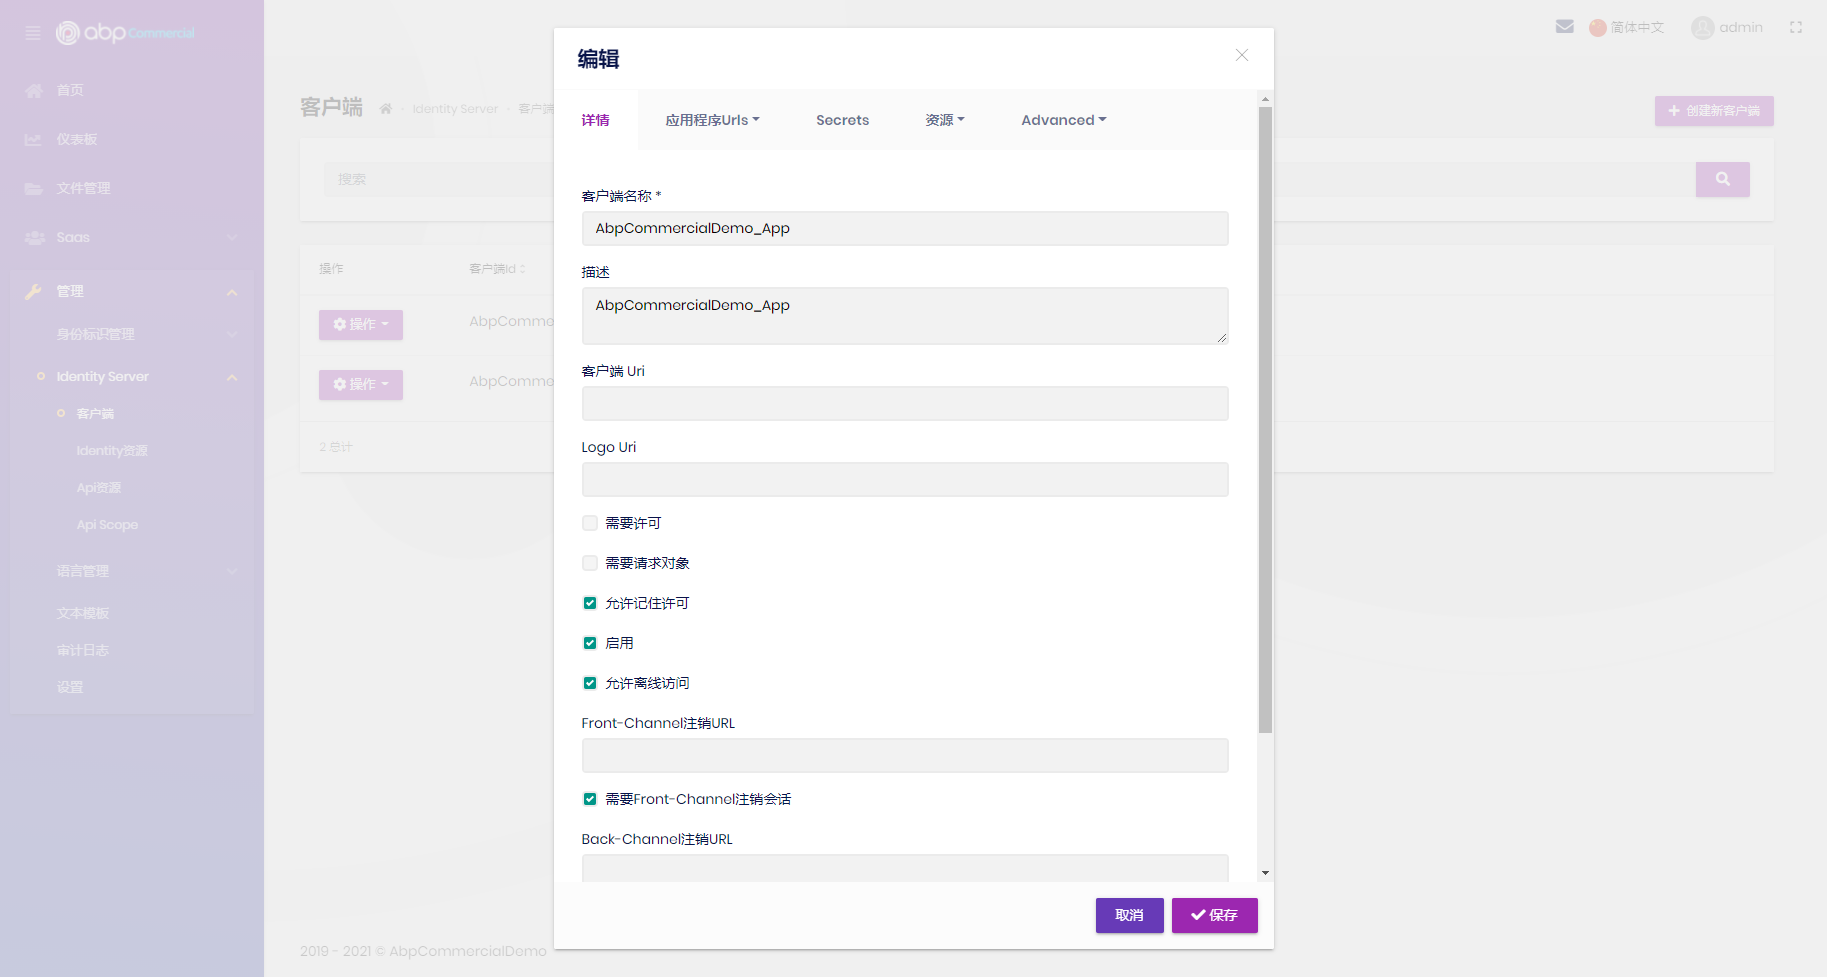 abp Commercial
简体中文
admin
首页
仪表板
文件管理
Saas
管理
身份标识管理
Identity Server
客户端
Identity资源
Api资源
Api Scope
语言管理
文本模板
审计日志
设置
客户端
Identity Server
客户端
创建新客户端
搜索
操作
客户端Id
操作
AbpComme
操作
AbpComme
2 总计
2019 - 2021 © AbpCommercialDemo
编辑
详情
应用程序Urls
Secrets
资源
Advanced
客户端名称 *
AbpCommercialDemo_App
描述
AbpCommercialDemo_App
客户端 Uri
Logo Uri
需要许可
需要请求对象
允许记住许可
启用
允许离线访问
Front-Channel注销URL
需要Front-Channel注销会话
Back-Channel注销URL
取消
保存